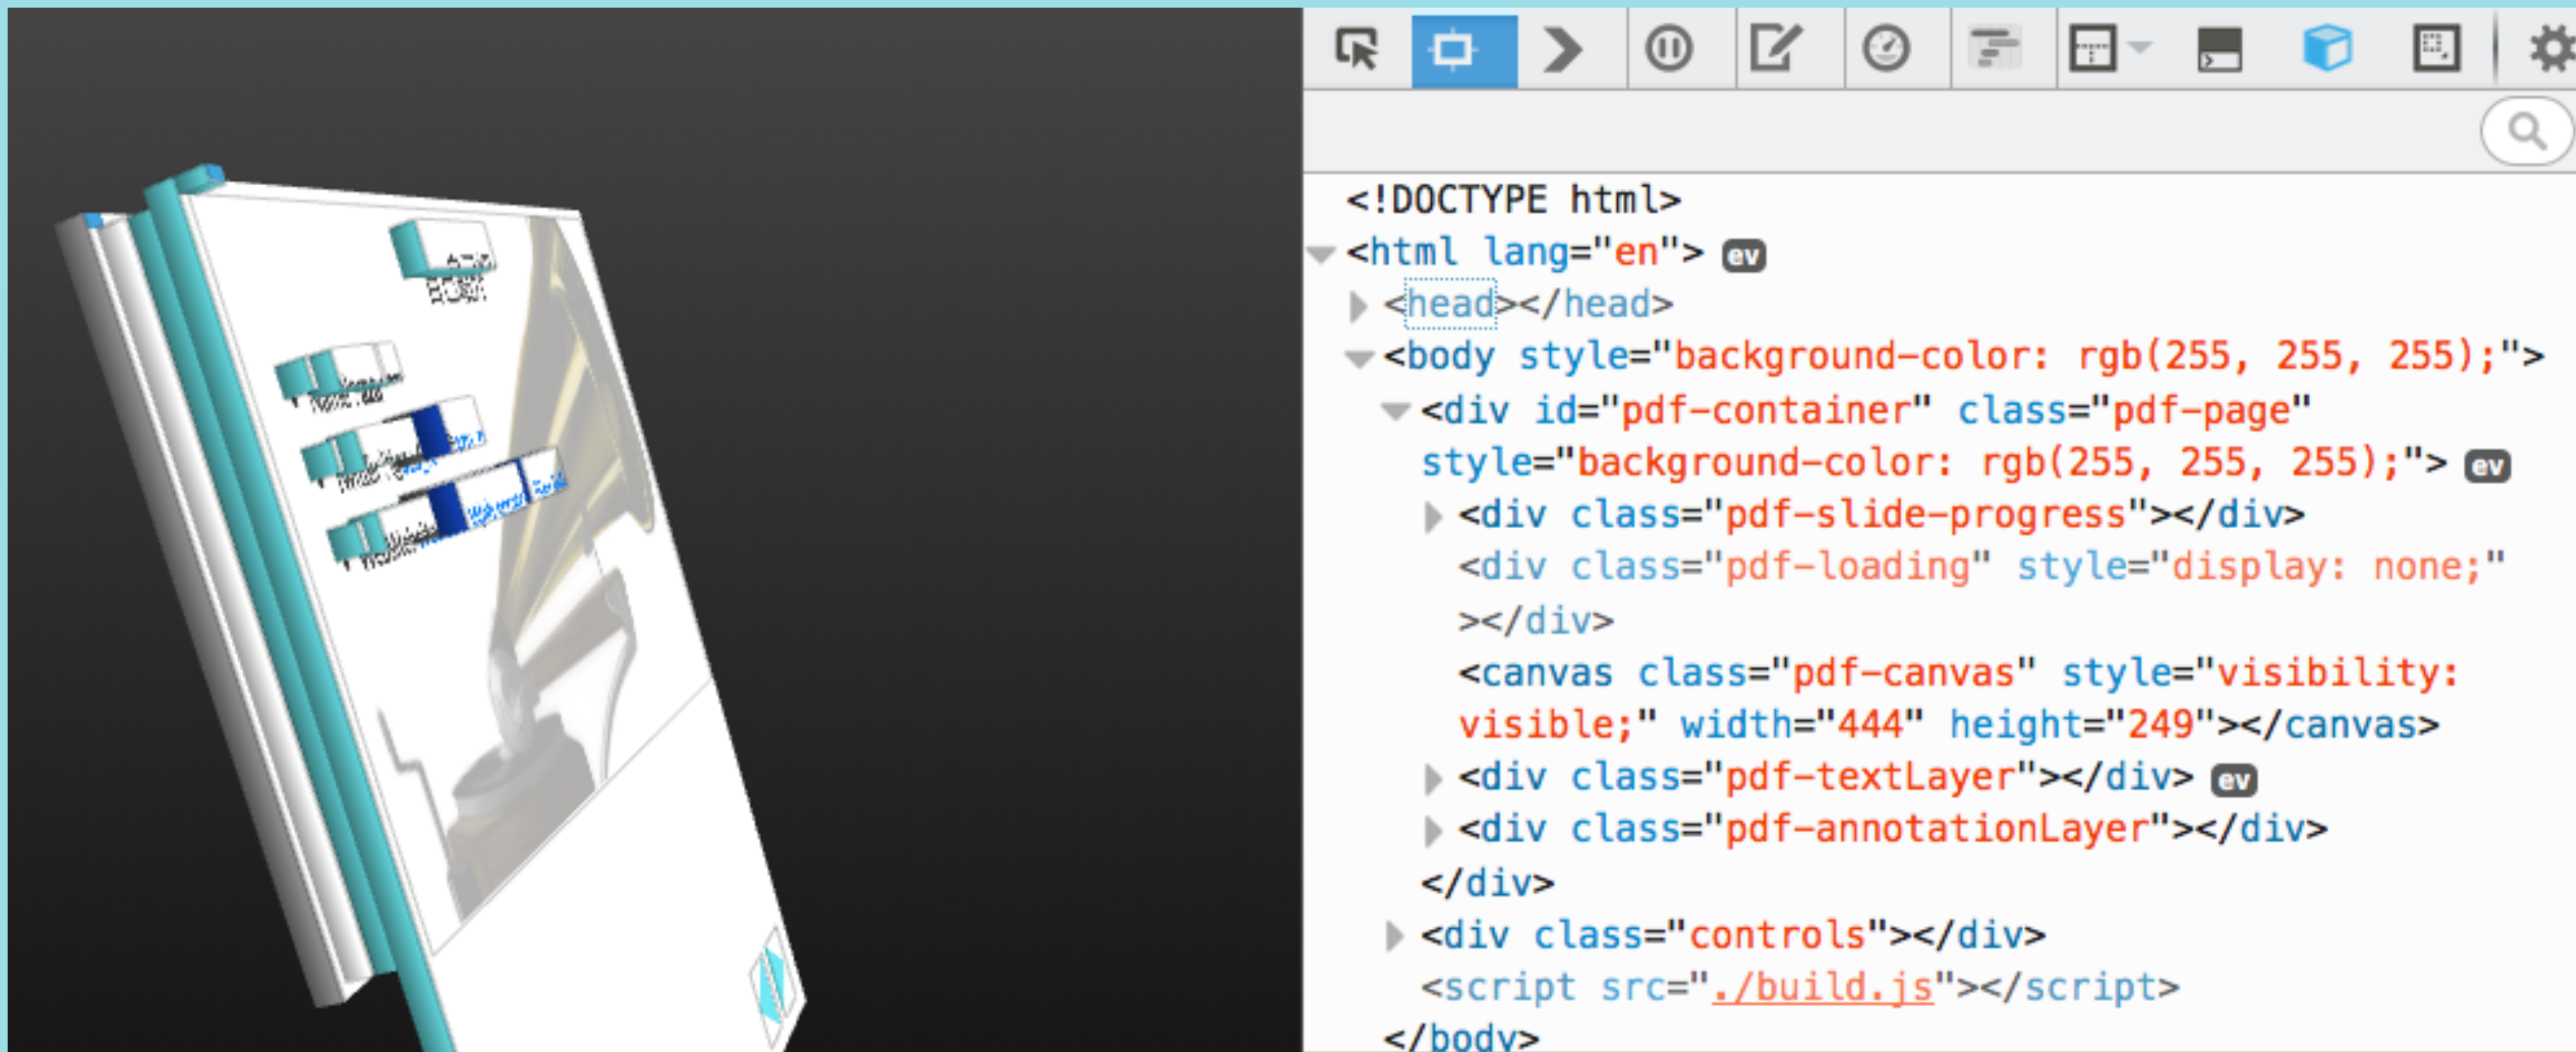 <!DOCTYPE html>
<html lang="en"> ev
<head></head>
<body style="background-color: rgb(255, 255, 255);">
<div id="pdf-container" class="pdf-page"
style="background-color: rgb(255, 255, 255);"> ev
<div class="pdf-slide-progress"></div>
<div class="pdf-loading" style="display: none;"
></div>
<canvas class="pdf-canvas" style="visibility:
visible;" width="444" height="249"></canvas>
<div class="pdf-textLayer"></div> ev
<div class="pdf-annotationLayer"></div>
</div>
<div class="controls"></div>
<script src="./build.js"></script>
</body>